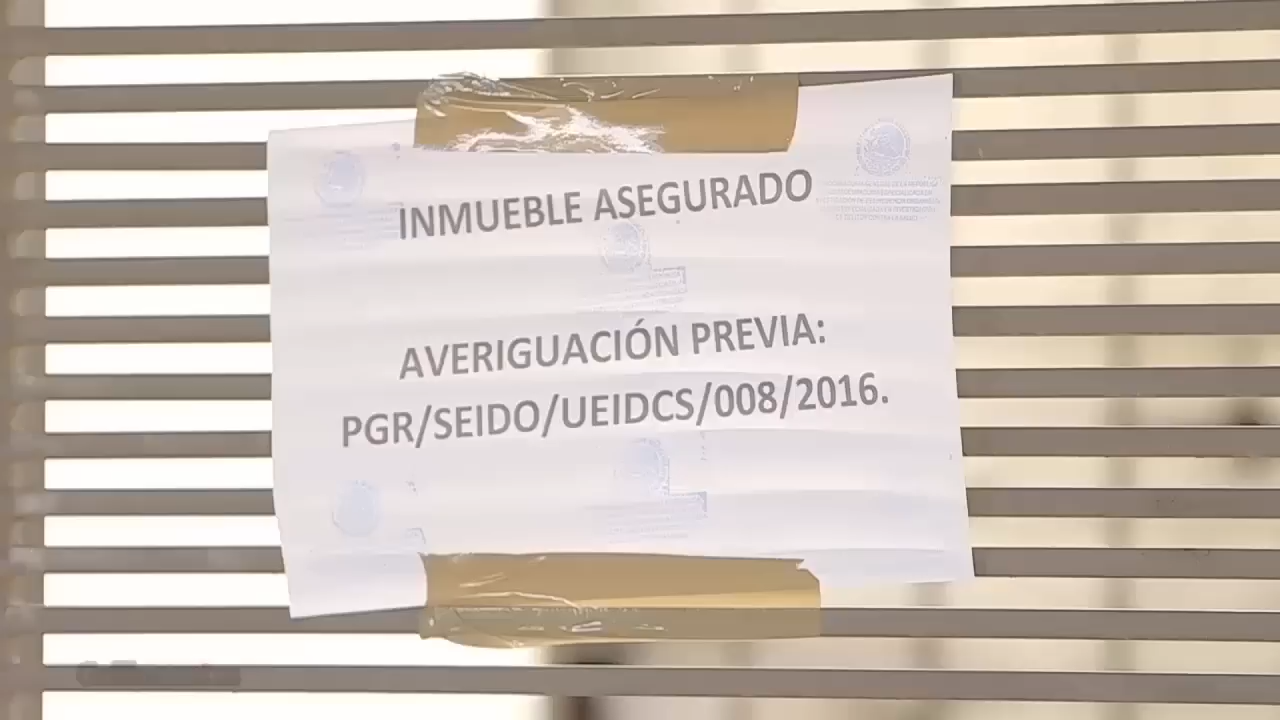 INMUEBLE ASEGURADO
AVERIGUACIÓN PREVIA:
PGR/SEIDO/UEIDCS/008/2016.